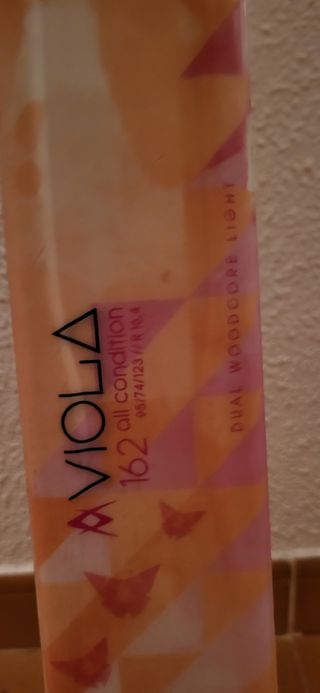 VIOLA
162 all condition
95/74/123 // R 16,4
DUAL WOODCORE LIGHT